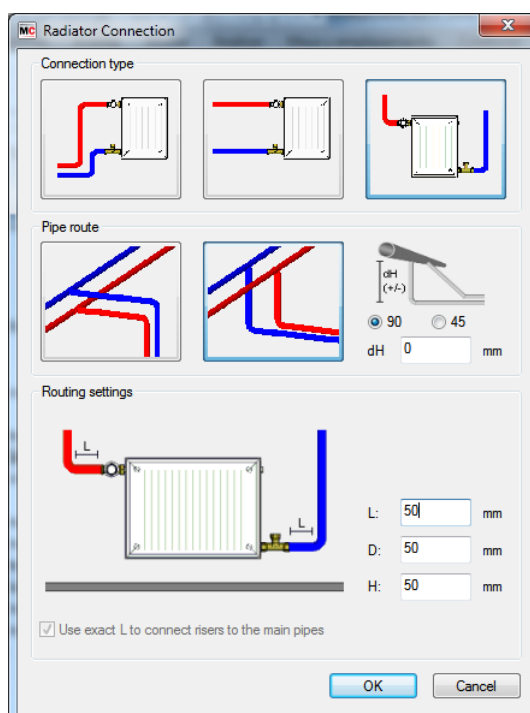 MC Radiator Connection
Connection type
Pipe route
dH
(+/-)
90 45
dH 0 mm
Routing settings
L
L
L: 50 mm
D: 50 mm
H: 50 mm
Use exact L to connect risers to the main pipes
OK Cancel